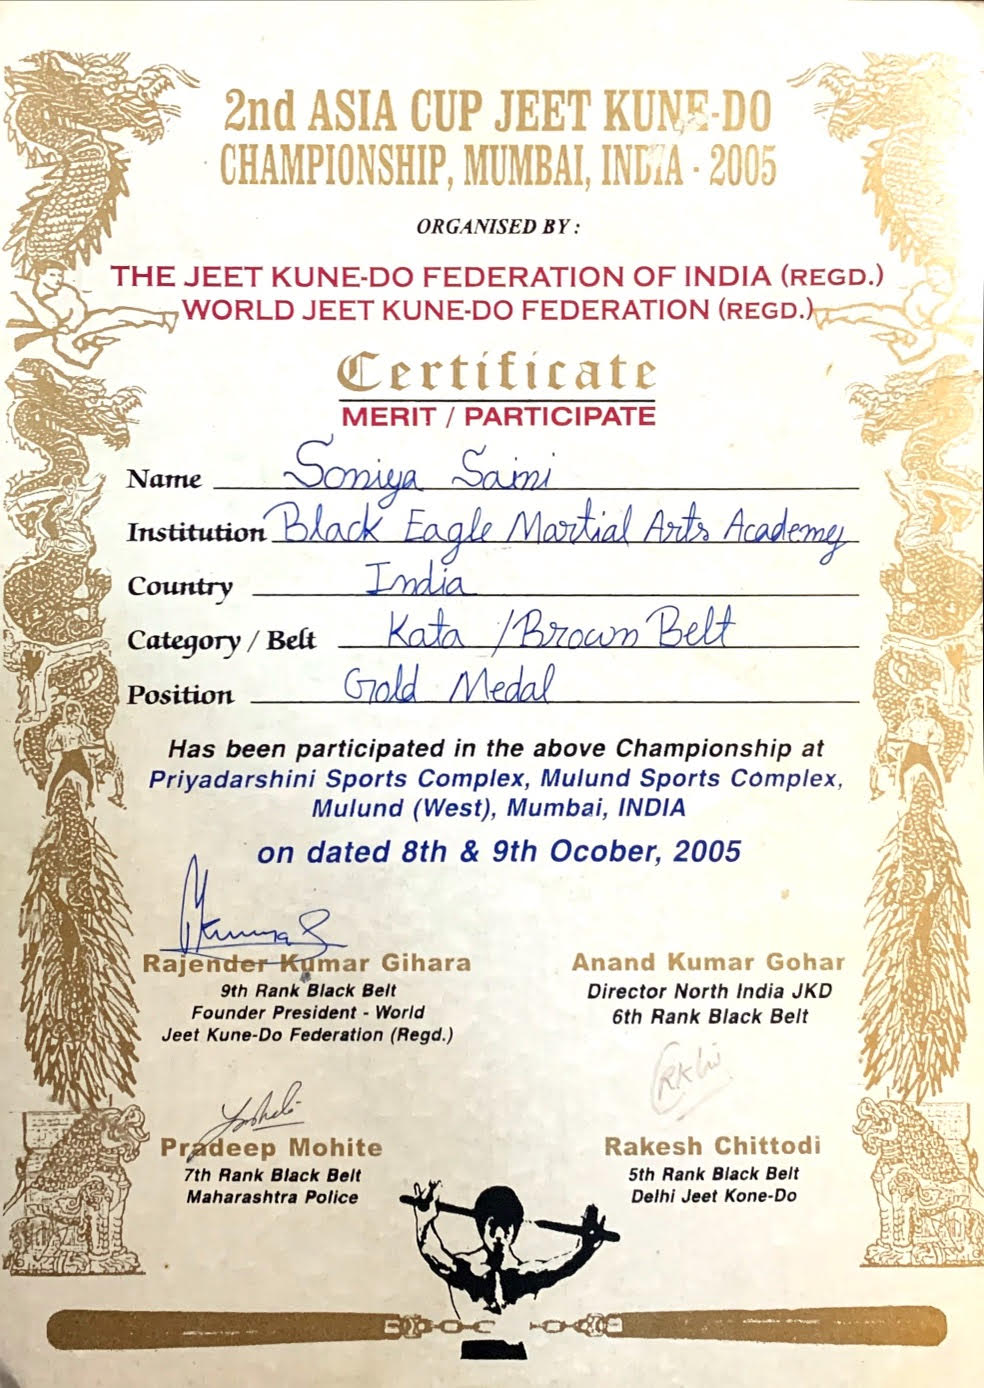 2nd ASIA CUP JEET KUNE-DO
CHAMPIONSHIP, MUMBAI, INDIA - 2005
ORGANISED BY :
THE JEET KUNE-DO FEDERATION OF INDIA (REGD.)
WORLD JEET KUNE-DO FEDERATION (REGD.)
Certificate
MERIT / PARTICIPATE
Name Soniya Saini
Institution Black Eagle Martial Arts Academy
Country India
Category / Belt Kata / Brown Belt
Position Gold Medal
Has been participated in the above Championship at
Priyadarshini Sports Complex, Mulund Sports Complex,
Mulund (West), Mumbai, INDIA
on dated 8th & 9th Ocober, 2005
Rajender Kumar Gihara
9th Rank Black Belt
Founder President - World
Jeet Kune-Do Federation (Regd.)
Anand Kumar Gohar
Director North India JKD
6th Rank Black Belt
Pradeep Mohite
7th Rank Black Belt
Maharashtra Police
Rakesh Chittodi
5th Rank Black Belt
Delhi Jeet Kone-Do